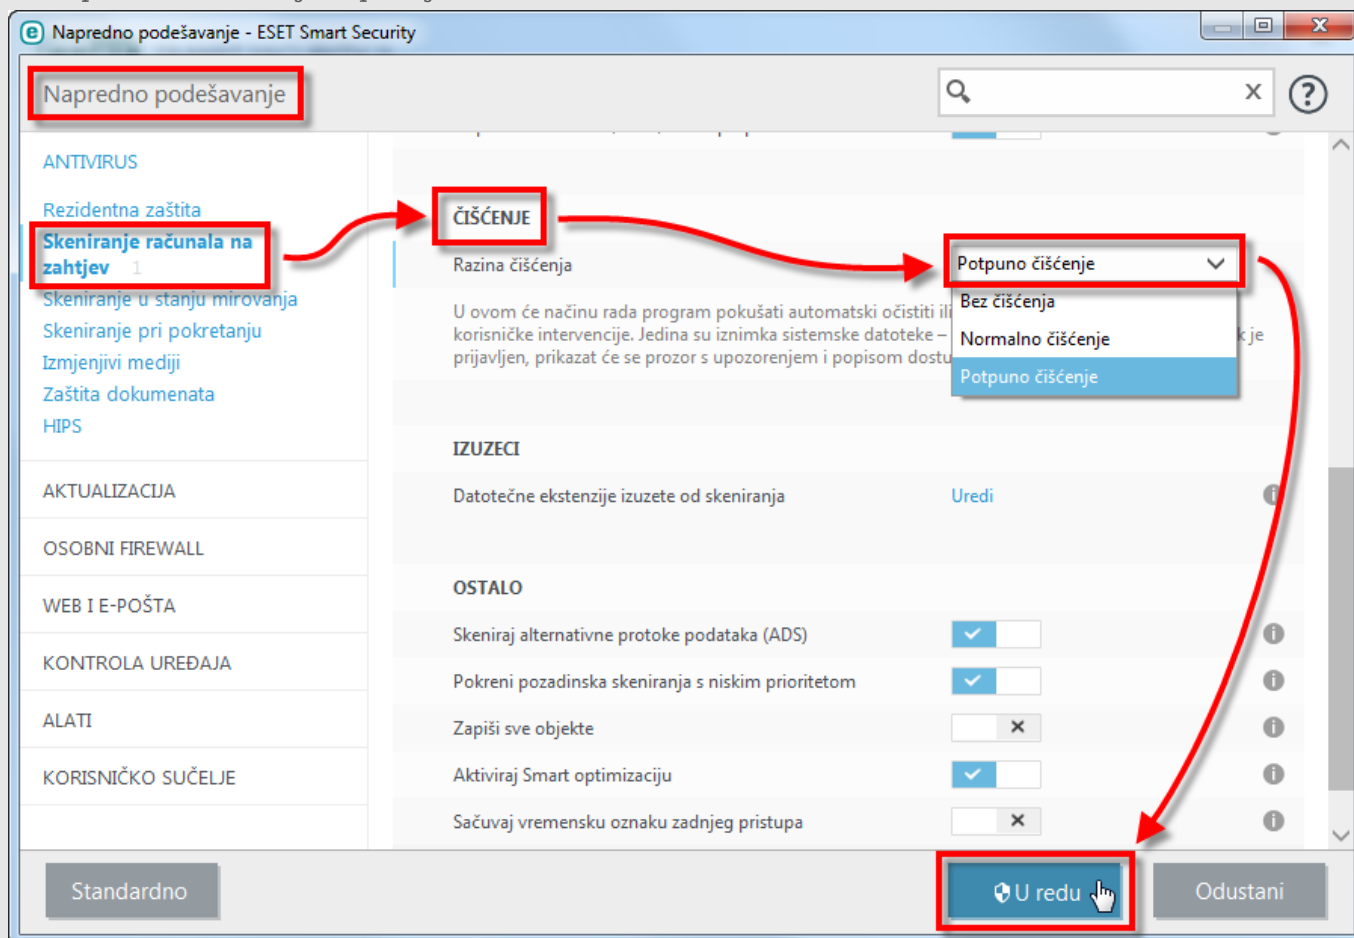 Napredno podešavanje - ESET Smart Security
Napredno podešavanje
ANTIVIRUS
Rezidentna zaštita
Skeniranje računala na
zahtjev 1
Skeniranje u stanju mirovanja
Skeniranje pri pokretanju
Izmjenjivi mediji
Zaštita dokumenata
HIPS
AKTUALIZACIJA
OSOBNI FIREWALL
WEB I E-POŠTA
KONTROLA UREĐAJA
ALATI
KORISNIČKO SUČELJE
ČIŠĆENJE
Razina čišćenja
Potpuno čišćenje
Bez čišćenja
Normalno čišćenje
Potpuno čišćenje
U ovom će načinu rada program pokušati automatski očistiti ili
korisničke intervencije. Jedina su iznimka sistemske datoteke – k je
prijavljen, prikazat će se prozor s upozorenjem i popisom dostu
IZUZECI
Datotečne ekstenzije izuzete od skeniranja
Uredi
OSTALO
Skeniraj alternativne protoke podataka (ADS)
Pokreni pozadinska skeniranja s niskim prioritetom
Zapiši sve objekte
Aktiviraj Smart optimizaciju
Sačuvaj vremensku oznaku zadnjeg pristupa
Standardno
U redu
Odustani